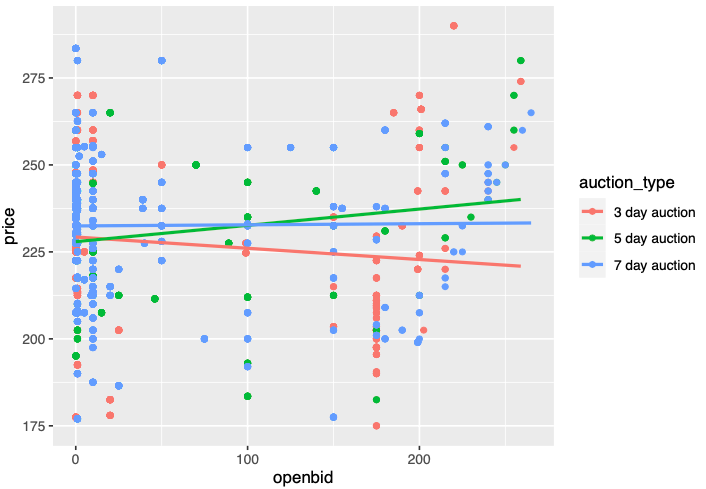 275
250
225
200
175
price
0
100
200
openbid
auction_type
3 day auction
5 day auction
7 day auction